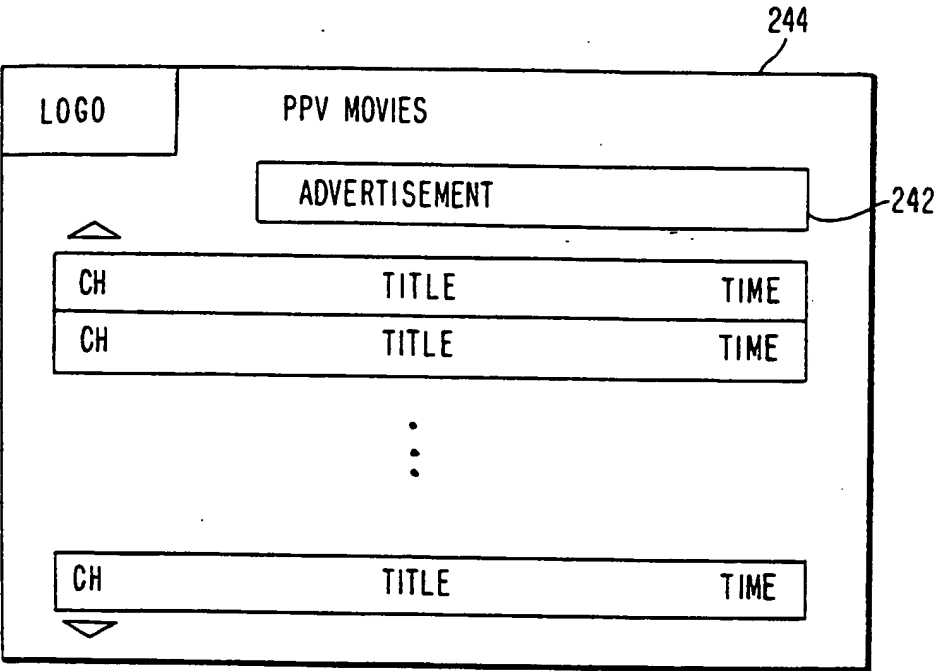 244
LOGO PPV MOVIES
ADVERTISEMENT
242
CH TITLE TIME
CH TITLE TIME
CH TITLE TIME